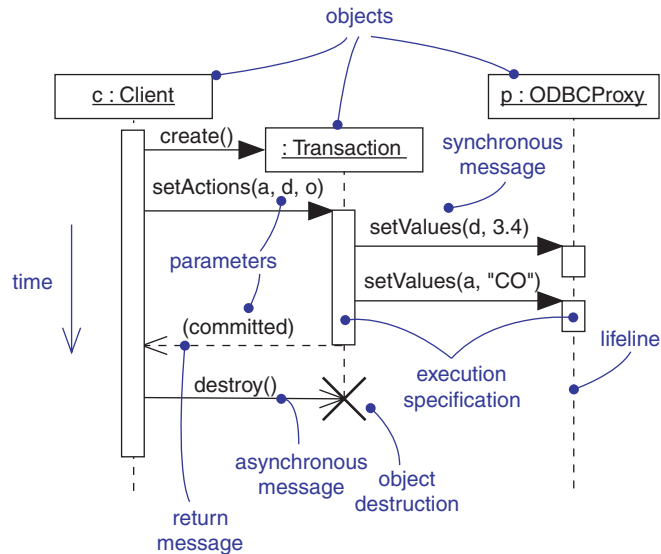 objects
c : Client
p : ODBCProxy
create()
: Transaction
synchronous
message
setActions(a, d, o)
setValues(d, 3.4)
parameters
time
setValues(a, "CO")
(committed)
lifeline
execution
specification
destroy()
asynchronous
message
object
destruction
return
message